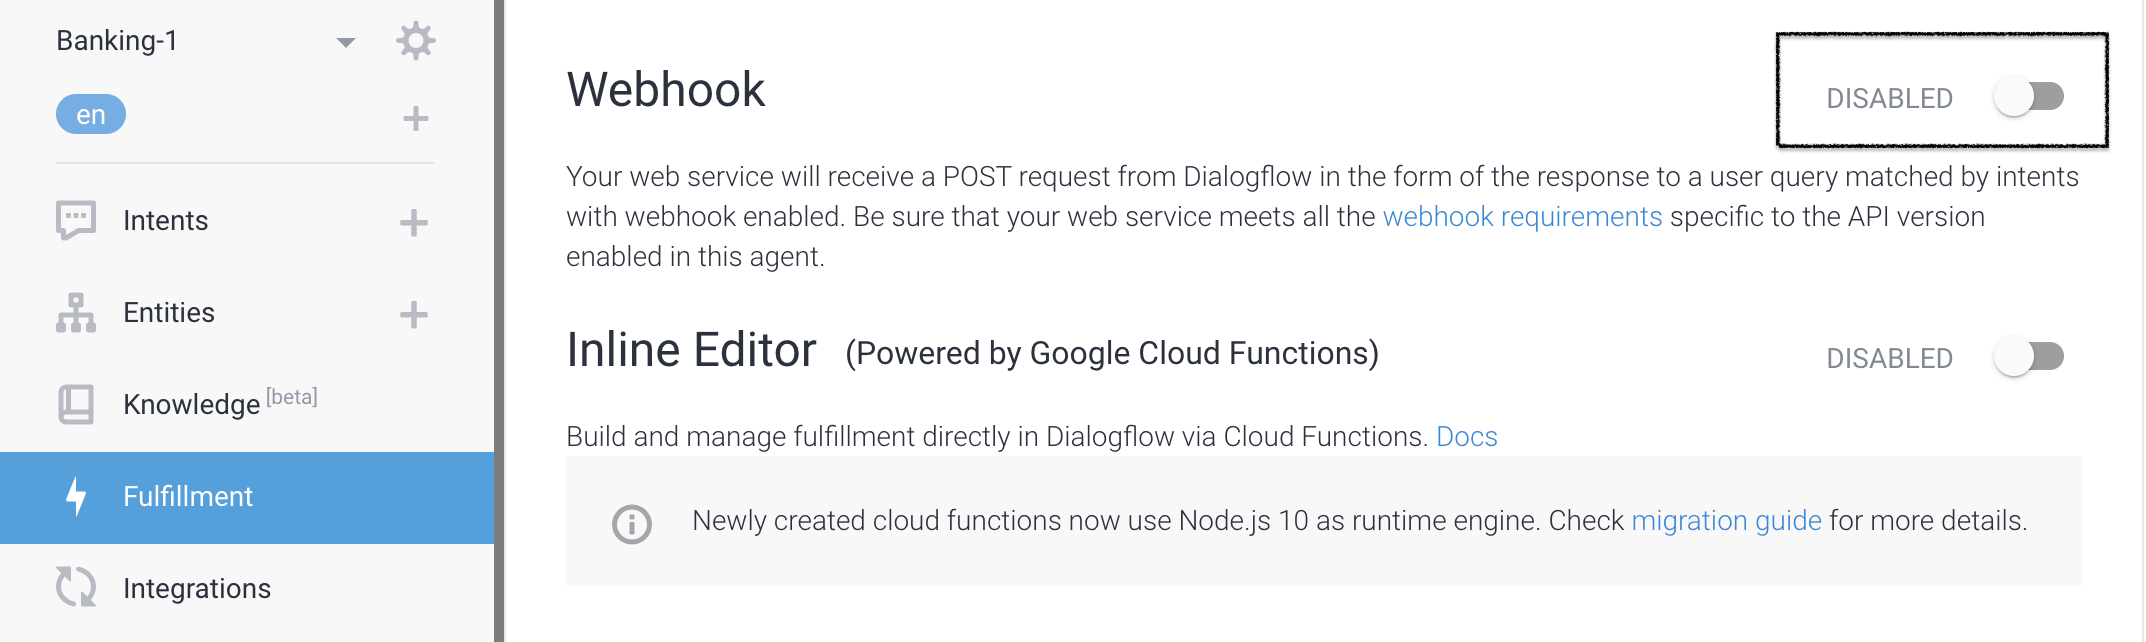 Banking-1
en
Intents
Entities
Knowledge [beta]
Fulfillment
Integrations
Webhook
DISABLED
Your web service will receive a POST request from Dialogflow in the form of the response to a user query matched by intents
with webhook enabled. Be sure that your web service meets all the webhook requirements specific to the API version
enabled in this agent.
Inline Editor (Powered by Google Cloud Functions)
DISABLED
Build and manage fulfillment directly in Dialogflow via Cloud Functions. Docs
Newly created cloud functions now use Node.js 10 as runtime engine. Check migration guide for more details.